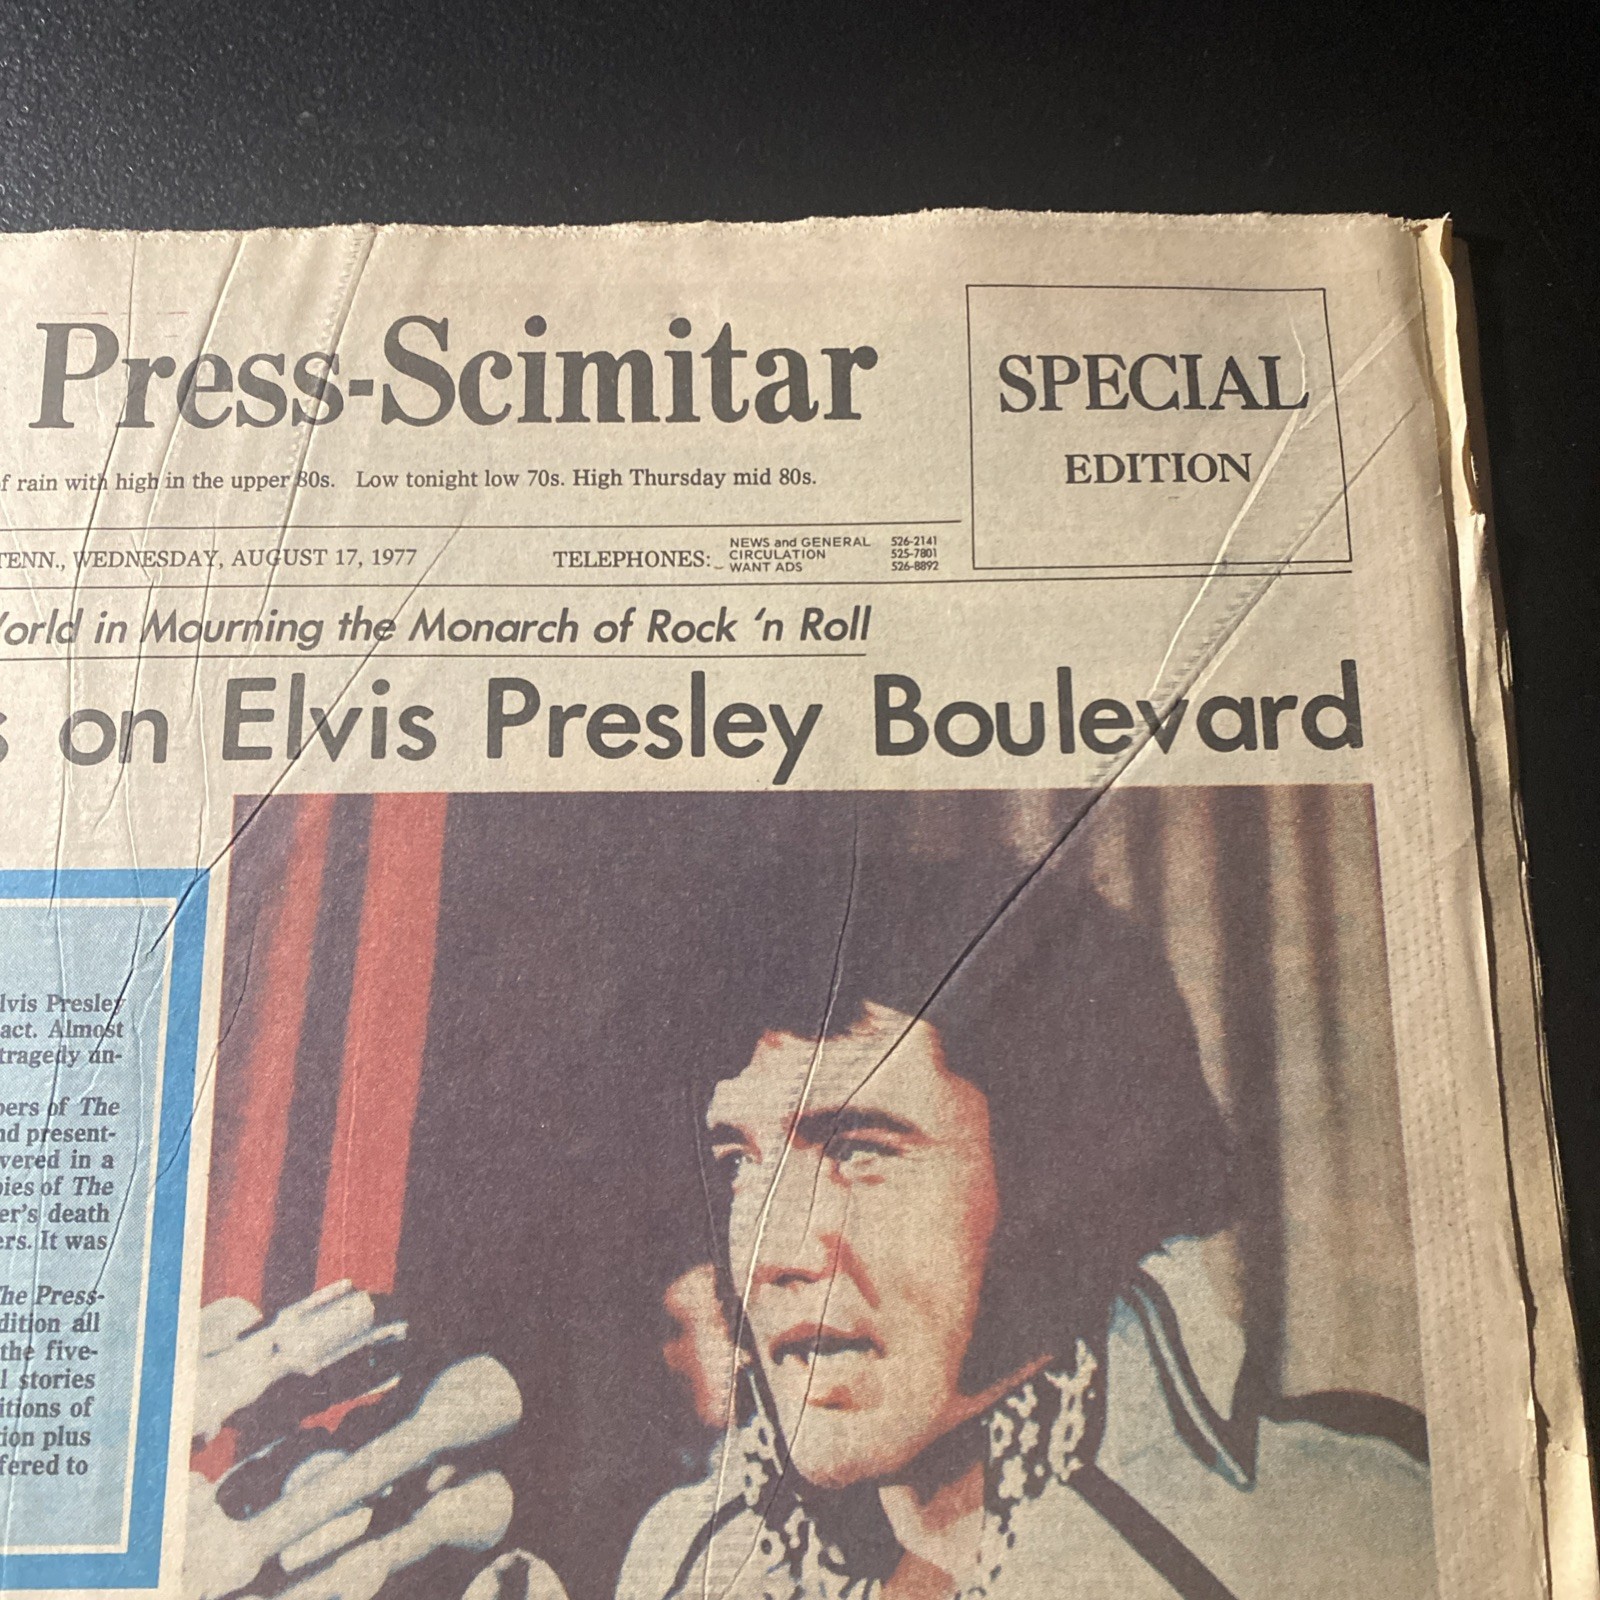 Press-Scimitar
SPECIAL
EDITION
f rain with high in the upper 80s. Low tonight low 70s. High Thursday mid 80s.
TENN., WEDNESDAY, AUGUST 17, 1977
TELEPHONES:
NEWS and GENERAL 526-2141
CIRCULATION 525-7801
WANT ADS 526-8892
orld in Mourning the Monarch of Rock 'n Roll
s on Elvis Presley Boulevard
lvis Presley
act. Almost
tragedy un-
bers of The
nd present-
vered in a
pies of The
er's death
ers. It was
The Press-
dition all
the five-
l stories
itions of
ion plus
fered to